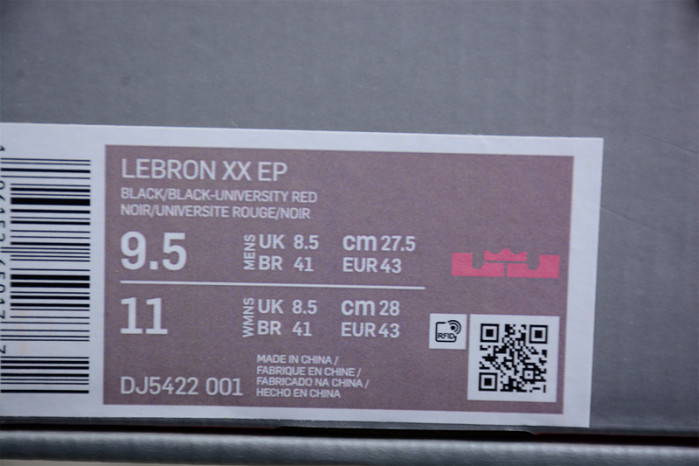 LEBRON XX EP
BLACK/BLACK-UNIVERSITY RED
NOIR/UNIVERSITE ROUGE/NOIR
9.5 MENS UK 8.5 cm 27.5
BR 41 EUR 43
11 WMNS UK 8.5 cm 28
BR 41 EUR 43
RFID
MADE IN CHINA /
FABRIQUE EN CHINE /
FABRICADO NA CHINA /
HECHO EN CHINA
DJ5422 001